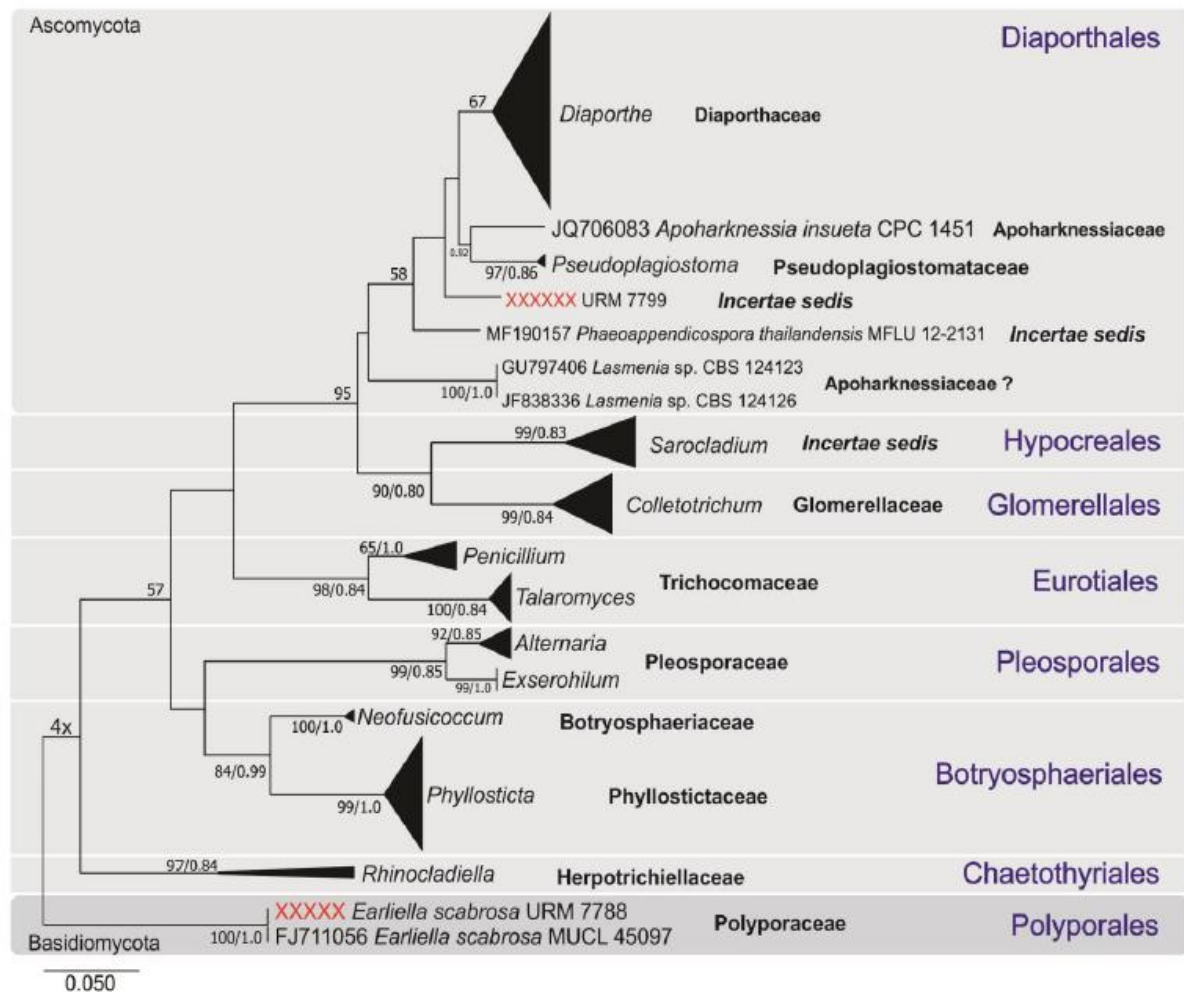 Ascomycota
Diaporthales
67
Diaporthe Diaporthaceae
JQ706083 Apoharknessia insueta CPC 1451 Apoharknessiaceae
0.92
97/0.86 Pseudoplagiostoma Pseudoplagiostomataceae
58
XXXXXX URM 7799 Incertae sedis
MF190157 Phaeoappendicospora thailandensis MFLU 12-2131 Incertae sedis
GU797406 Lasmenia sp. CBS 124123
100/1.0 Apoharknessiaceae ?
JF838336 Lasmenia sp. CBS 124126
95
99/0.83 Sarocladium Incertae sedis Hypocreales
90/0.80
99/0.84 Colletotrichum Glomerellaceae Glomerellales
65/1.0 Penicillium
98/0.84 Trichocomaceae Eurotiales
100/0.84 Talaromyces
57
92/0.85 Alternaria
99/0.85 Pleosporaceae Pleosporales
99/1.0 Exserohilum
100/1.0 Neofusicoccum Botryosphaeriaceae
4x
84/0.99 Botryosphaeriales
99/1.0 Phyllosticta Phyllostictaceae
97/0.84 Rhinocladiella Herpotrichiellaceae Chaetothyriales
XXXXX Earliella scabrosa URM 7788
Polyporaceae Polyporales
100/1.0 FJ711056 Earliella scabrosa MUCL 45097
Basidiomycota
0.050